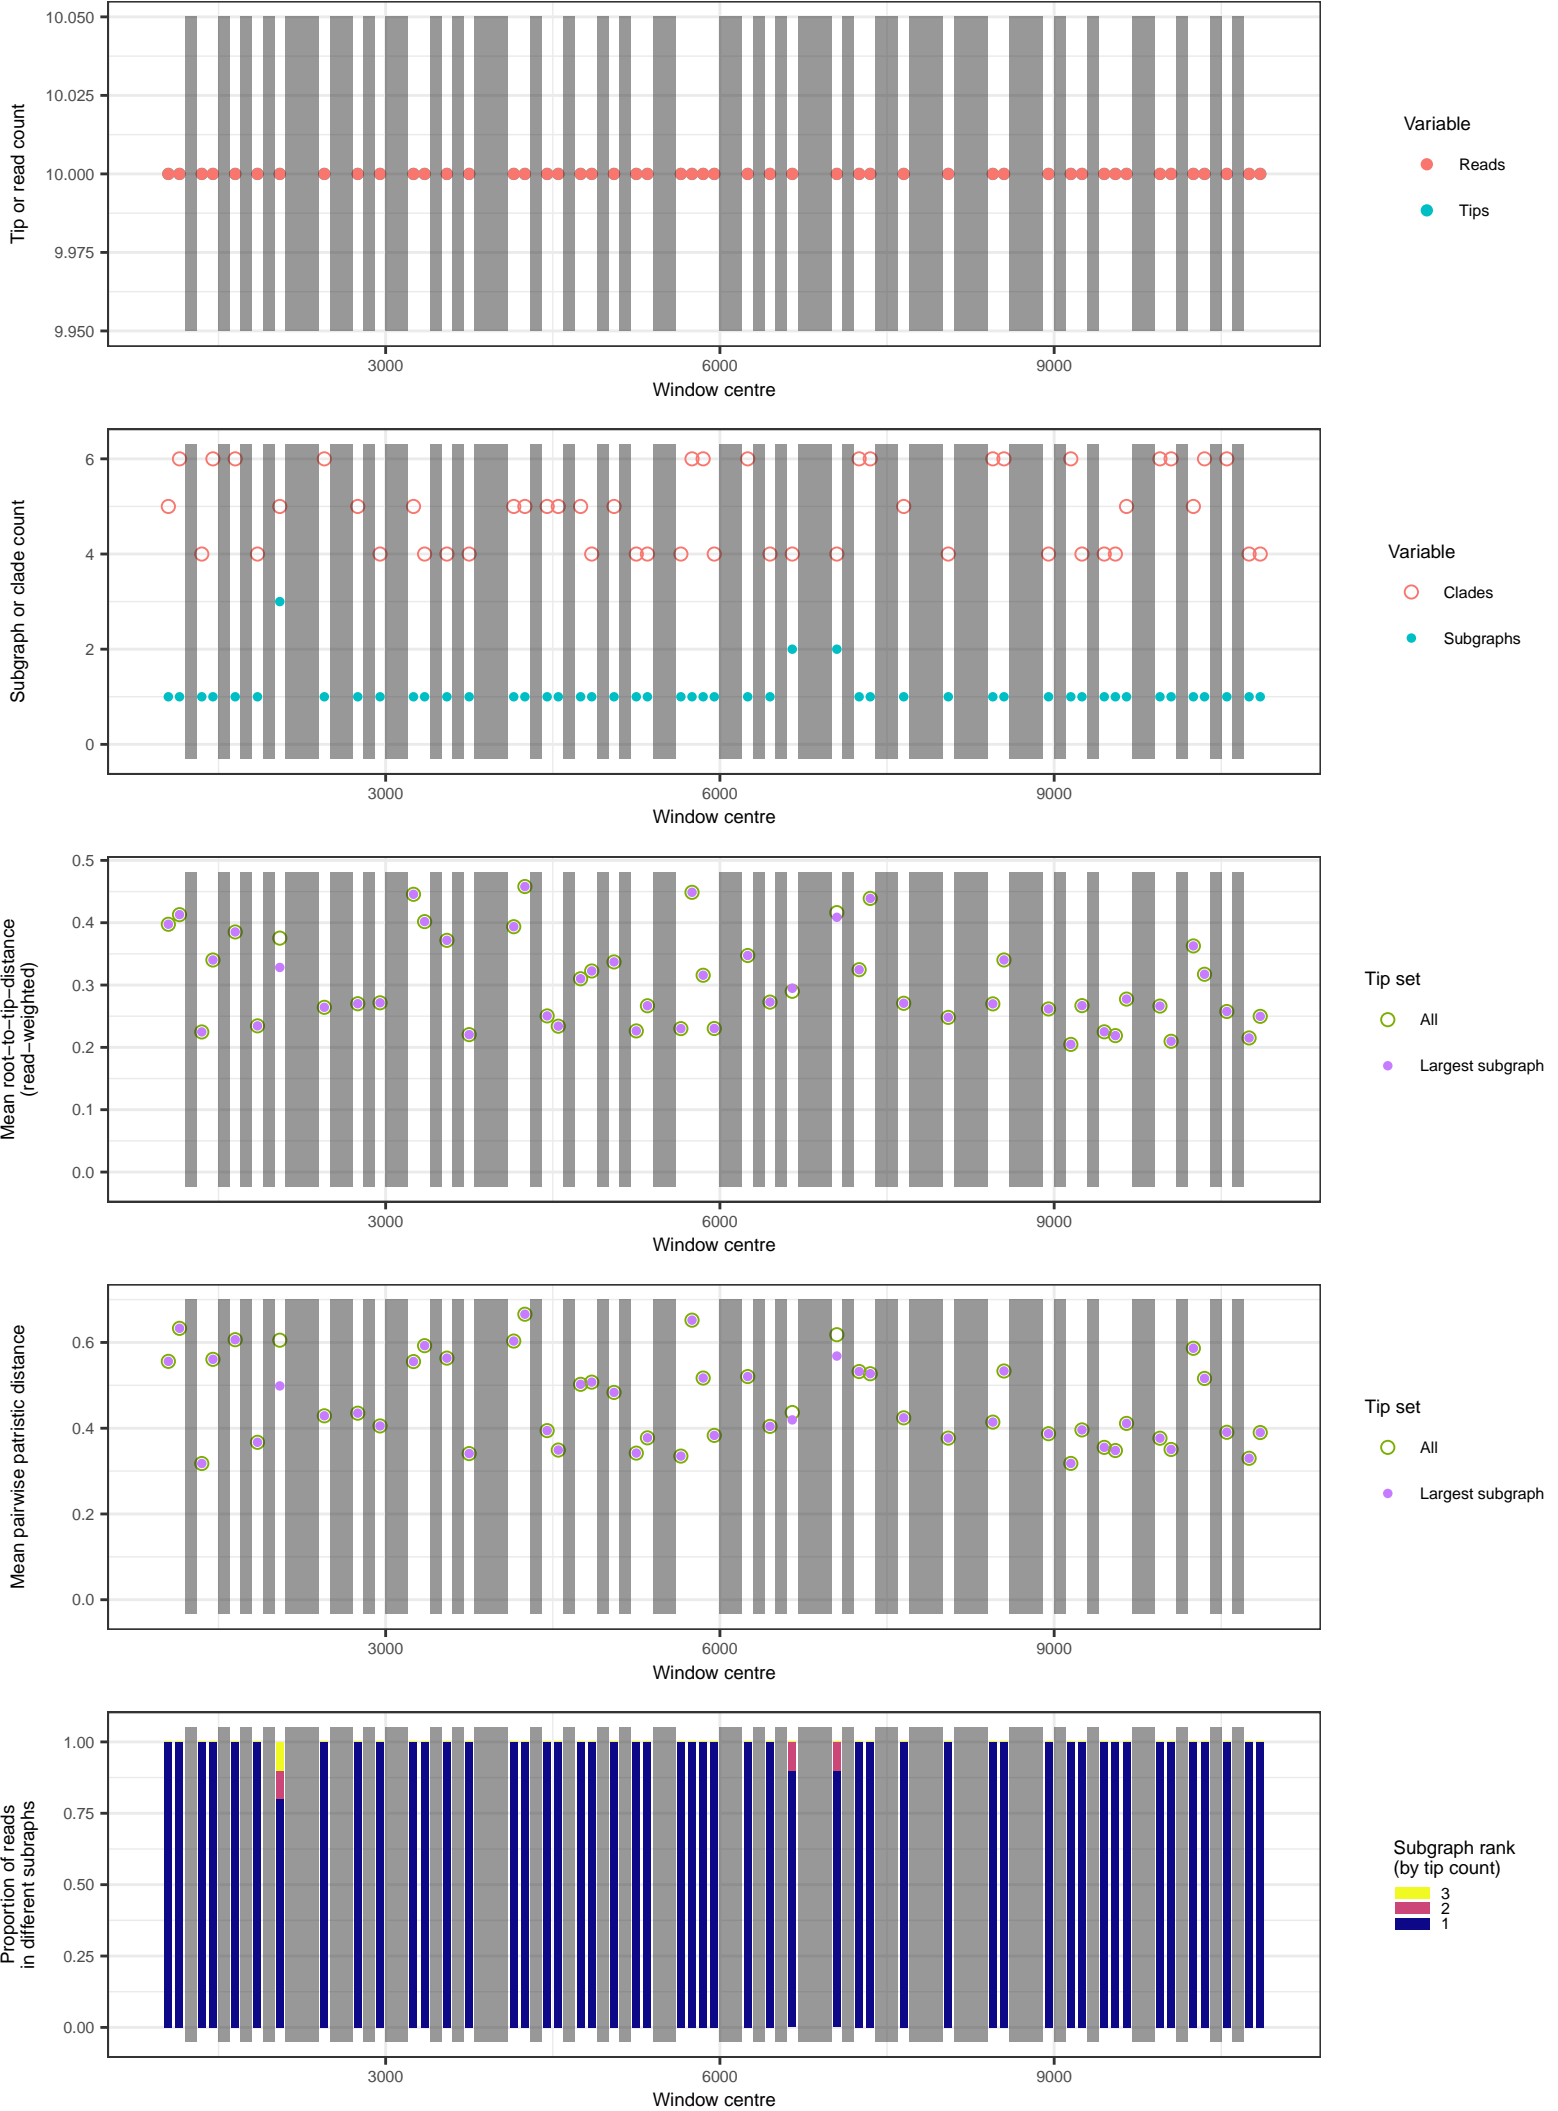 10.050
10.025
10.000
9.975
9.950
Tip or read count
3000 6000 9000
Window centre
Variable
Reads
Tips
6
4
2
0
Subgraph or clade count
3000 6000 9000
Window centre
Variable
Clades
Subgraphs
0.5
0.4
0.3
0.2
0.1
0.0
Mean root−to−tip−distance
(read−weighted)
3000 6000 9000
Window centre
Tip set
All
Largest subgraph
0.6
0.4
0.2
0.0
Mean pairwise patristic distance
3000 6000 9000
Window centre
Tip set
All
Largest subgraph
1.00
0.75
0.50
0.25
0.00
Proportion of reads
in different subraphs
3000 6000 9000
Window centre
Subgraph rank
(by tip count)
3
2
1